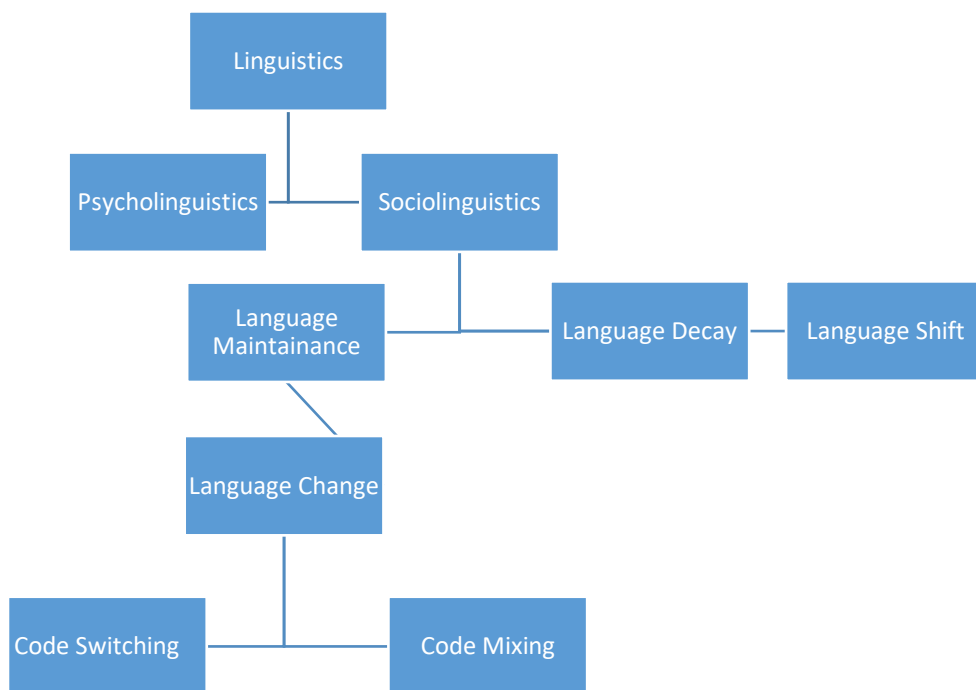 Linguistics
Psycholinguistics
Sociolinguistics
Language
Maintainance
Language Decay
Language Shift
Language Change
Code Switching
Code Mixing